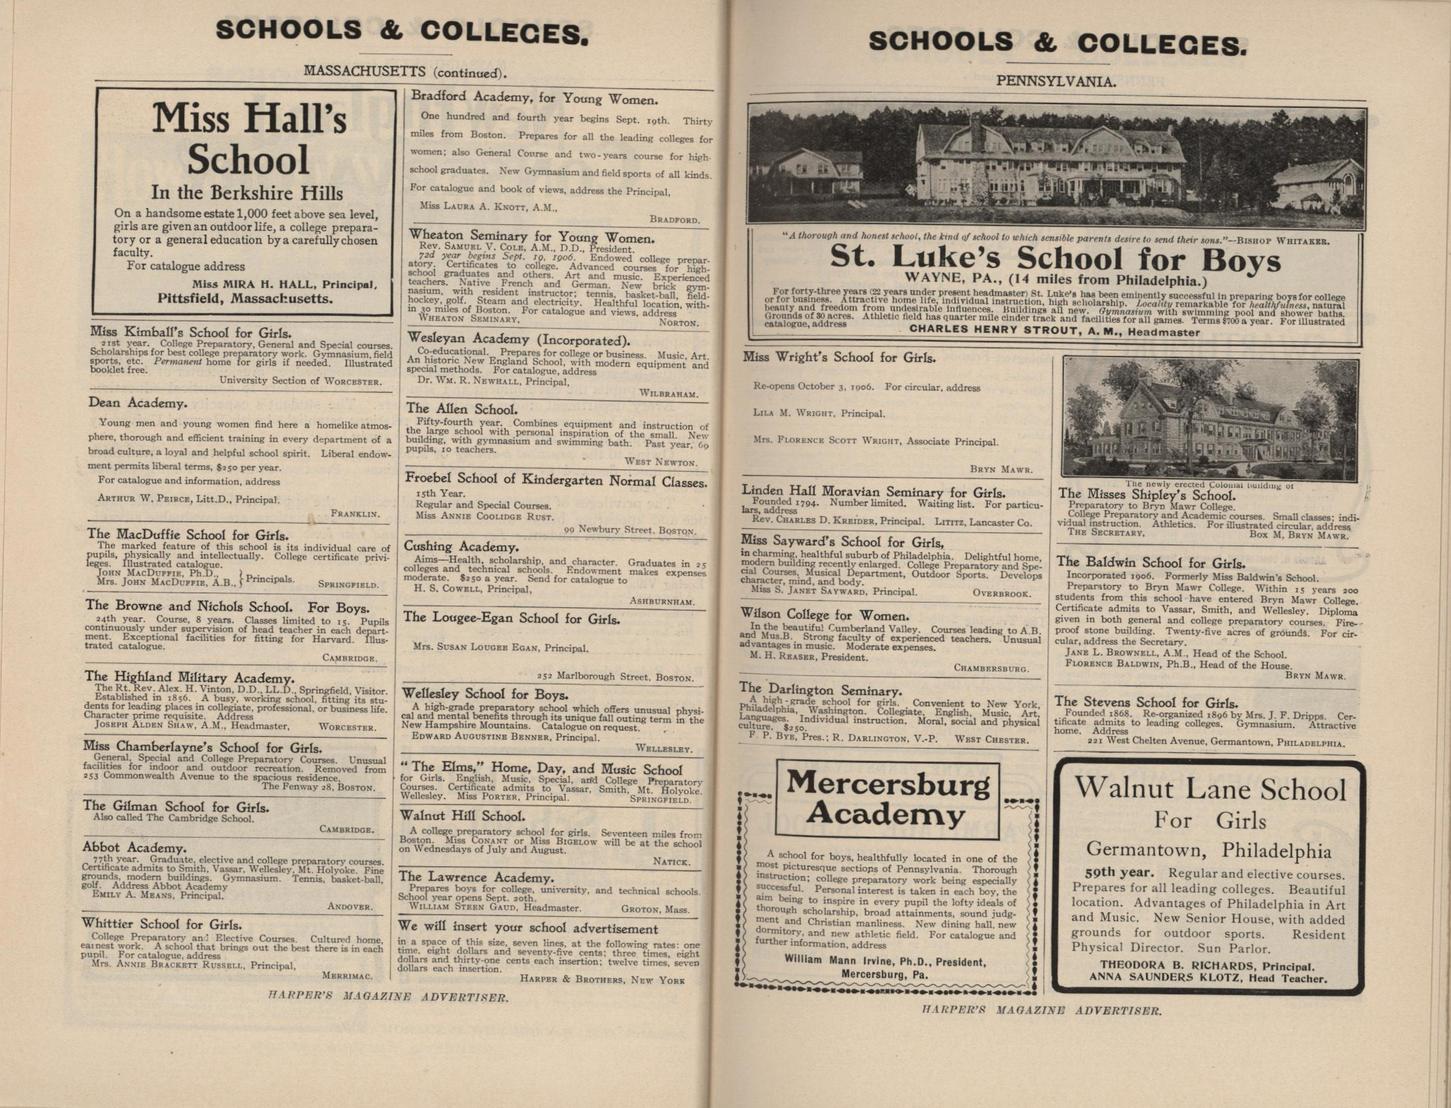 SCHOOLS & COLLEGES.
MASSACHUSETTS (continued).
Miss Hall's
School
In the Berkshire Hills
On a handsome estate 1,000 feet above sea level,
girls are given an outdoor life, a college prepara-
tory or a general education by a carefully chosen
faculty.
For catalogue address
Miss MIRA H. HALL, Principal,
Pittsfield, Massachusetts.
Miss Kimball's School for Girls.
21st year. College Preparatory, General and Special courses.
Scholarships for best college preparatory work. Gymnasium, field
sports, etc. Permanent home for girls if needed. Illustrated
booklet free.
University Section of WORCESTER.
Dean Academy.
Young men and young women find here a homelike atmos-
phere, thorough and efficient training in every department of a
broad culture, a loyal and helpful school spirit. Liberal endow-
ment permits liberal terms, $250 per year.
For catalogue and information, address
ARTHUR W. PEIRCE, Litt.D., Principal.
FRANKLIN.
The MacDuffie School for Girls.
The marked feature of this school is its individual care of
pupils, physically and intellectually. College certificate privi-
leges. Illustrated catalogue.
JOHN MACDUFFIE, Ph.D.,
Mrs. JOHN MACDUFFIE, A.B., } Principals. SPRINGFIELD.
The Browne and Nichols School. For Boys.
24th year. Course, 8 years. Classes limited to 15. Pupils
continuously under supervision of head teacher in each depart-
ment. Exceptional facilities for fitting for Harvard. Illus-
trated catalogue.
CAMBRIDGE.
The Highland Military Academy.
The Rt. Rev. Alex. H. Vinton, D.D., LL.D., Springfield, Visitor.
Established in 1856. A busy, working school, fitting its stu-
dents for leading places in collegiate, professional, or business life.
Character prime requisite. Address
JOSEPH ALDEN SHAW, A.M., Headmaster, WORCESTER.
Miss Chamberlayne's School for Girls.
General, Special and College Preparatory Courses. Unusual
facilities for indoor and outdoor recreation. Removed from
253 Commonwealth Avenue to the spacious residence,
The Fenway 28, BOSTON.
The Gilman School for Girls.
Also called The Cambridge School.
CAMBRIDGE.
Abbot Academy.
77th year. Graduate, elective and college preparatory courses.
Certificate admits to Smith, Vassar, Wellesley, Mt. Holyoke. Fine
grounds, modern buildings. Gymnasium. Tennis, basket-ball,
golf. Address Abbot Academy
EMILY A. MEANS, Principal.
ANDOVER.
Whittier School for Girls.
College Preparatory and Elective Courses. Cultured home,
earnest work. A school that brings out the best there is in each
pupil. For catalogue, address
Mrs. ANNIE BRACKETT RUSSELL, Principal,
MERRIMAC.
Bradford Academy, for Young Women.
One hundred and fourth year begins Sept. 19th. Thirty
miles from Boston. Prepares for all the leading colleges for
women; also General Course and two-years course for high-
school graduates. New Gymnasium and field sports of all kinds.
For catalogue and book of views, address the Principal,
Miss LAURA A. KNOTT, A.M.,
BRADFORD.
Wheaton Seminary for Young Women.
Rev. SAMUEL V. COLE, A.M., D.D., President.
72d year begins Sept. 19, 1906. Endowed college prepar-
atory. Certificates to college. Advanced courses for high-
school graduates and others. Art and music. Experienced
teachers. Native French and German. New brick gym-
nasium, with resident instructor; tennis, basket-ball, field-
hockey, golf. Steam and electricity. Healthful location, with-
in 30 miles of Boston. For catalogue and views, address
WHEATON SEMINARY, NORTON.
Wesleyan Academy (Incorporated).
Co-educational. Prepares for college or business. Music, Art.
An historic New England School, with modern equipment and
special methods. For catalogue, address
Dr. WM. R. NEWHALL, Principal,
WILBRAHAM.
The Allen School.
Fifty-fourth year. Combines equipment and instruction of
the large school with personal inspiration of the small. New
building, with gymnasium and swimming bath. Past year, 69
pupils, 10 teachers.
WEST NEWTON.
Froebel School of Kindergarten Normal Classes.
15th Year.
Regular and Special Courses.
Miss ANNIE COOLIDGE RUST.
99 Newbury Street, BOSTON.
Cushing Academy.
Aims—Health, scholarship, and character. Graduates in 25
colleges and technical schools. Endowment makes expenses
moderate. $250 a year. Send for catalogue to
H. S. COWELL, Principal,
ASHBURNHAM.
The Lougee-Egan School for Girls.
Mrs. SUSAN LOUGEE EGAN, Principal.
252 Marlborough Street, BOSTON.
Wellesley School for Boys.
A high-grade preparatory school which offers unusual physi-
cal and mental benefits through its unique fall outing term in the
New Hampshire Mountains. Catalogue on request.
EDWARD AUGUSTINE BENNER, Principal.
WELLESLEY.
"The Elms," Home, Day, and Music School
for Girls. English, Music, Special, and College Preparatory
Courses. Certificate admits to Vassar, Smith, Mt. Holyoke,
Wellesley. Miss PORTER, Principal. SPRINGFIELD.
Walnut Hill School.
A college preparatory school for girls. Seventeen miles from
Boston. Miss CONANT or Miss BIGELOW will be at the school
on Wednesdays of July and August.
NATICK.
The Lawrence Academy.
Prepares boys for college, university, and technical schools.
School year opens Sept. 20th.
WILLIAM STEEN GAUD, Headmaster. GROTON, Mass.
We will insert your school advertisement
in a space of this size, seven lines, at the following rates: one
time, eight dollars and seventy-five cents; three times, eight
dollars and thirty-one cents each insertion; twelve times, seven
dollars each insertion.
HARPER & BROTHERS, NEW YORK
HARPER'S MAGAZINE ADVERTISER.
SCHOOLS & COLLEGES.
PENNSYLVANIA.
"A thorough and honest school, the kind of school to which sensible parents desire to send their sons."—BISHOP WHITAKER.
St. Luke's School for Boys
WAYNE, PA., (14 miles from Philadelphia.)
For forty-three years (22 years under present headmaster) St. Luke's has been eminently successful in preparing boys for college
or for business. Attractive home life, individual instruction, high scholarship. Locality remarkable for healthfulness, natural
beauty and freedom from undesirable influences. Buildings all new. Gymnasium with swimming pool and shower baths.
Grounds of 30 acres. Athletic field has quarter mile cinder track and facilities for all games. Terms $700 a year. For illustrated
catalogue, address CHARLES HENRY STROUT, A. M., Headmaster
Miss Wright's School for Girls.
Re-opens October 3, 1906. For circular, address
LILA M. WRIGHT, Principal.
Mrs. FLORENCE SCOTT WRIGHT, Associate Principal.
BRYN MAWR.
Linden Hall Moravian Seminary for Girls.
Founded 1794. Number limited. Waiting list. For particu-
lars, address
Rev. CHARLES D. KREIDER, Principal. LITITZ, Lancaster Co.
Miss Sayward's School for Girls,
in charming, healthful suburb of Philadelphia. Delightful home,
modern building recently enlarged. College Preparatory and Spe-
cial Courses, Musical Department, Outdoor Sports. Develops
character, mind, and body.
Miss S. JANET SAYWARD, Principal. OVERBROOK.
Wilson College for Women.
In the beautiful Cumberland Valley. Courses leading to A.B.
and Mus.B. Strong faculty of experienced teachers. Unusual
advantages in music. Moderate expenses.
M. H. REASER, President.
CHAMBERSBURG.
The Darlington Seminary.
A high-grade school for girls. Convenient to New York,
Philadelphia, Washington. Collegiate, English, Music, Art,
Languages. Individual instruction. Moral, social and physical
culture. $250.
F. P. BYE, Pres.; R. DARLINGTON, V.-P. WEST CHESTER.
Mercersburg
Academy
A school for boys, healthfully located in one of the
most picturesque sections of Pennsylvania. Thorough
instruction; college preparatory work being especially
successful. Personal interest is taken in each boy, the
aim being to inspire in every pupil the lofty ideals of
thorough scholarship, broad attainments, sound judg-
ment and Christian manliness. New dining hall, new
dormitory, and new athletic field. For catalogue and
further information, address
William Mann Irvine, Ph.D., President,
Mercersburg, Pa.
The newly erected Colonial building of
The Misses Shipley's School.
Preparatory to Bryn Mawr College.
College Preparatory and Academic courses. Small classes; indi-
vidual instruction. Athletics. For illustrated circular, address
THE SECRETARY, Box M, BRYN MAWR.
The Baldwin School for Girls.
Incorporated 1906. Formerly Miss Baldwin's School.
Preparatory to Bryn Mawr College. Within 15 years 200
students from this school have entered Bryn Mawr College.
Certificate admits to Vassar, Smith, and Wellesley. Diploma
given in both general and college preparatory courses. Fire-
proof stone building. Twenty-five acres of grounds. For cir-
cular, address the Secretary.
JANE L. BROWNELL, A.M., Head of the School.
FLORENCE BALDWIN, Ph.B., Head of the House.
BRYN MAWR.
The Stevens School for Girls.
Founded 1868. Re-organized 1896 by Mrs. J. F. Dripps. Cer-
tificate admits to leading colleges. Gymnasium. Attractive
home. Address
221 West Chelten Avenue, Germantown, PHILADELPHIA.
Walnut Lane School
For Girls
Germantown, Philadelphia
50th year. Regular and elective courses.
Prepares for all leading colleges. Beautiful
location. Advantages of Philadelphia in Art
and Music. New Senior House, with added
grounds for outdoor sports. Resident
Physical Director. Sun Parlor.
THEODORA B. RICHARDS, Principal.
ANNA SAUNDERS KLOTZ, Head Teacher.
HARPER'S MAGAZINE ADVERTISER.